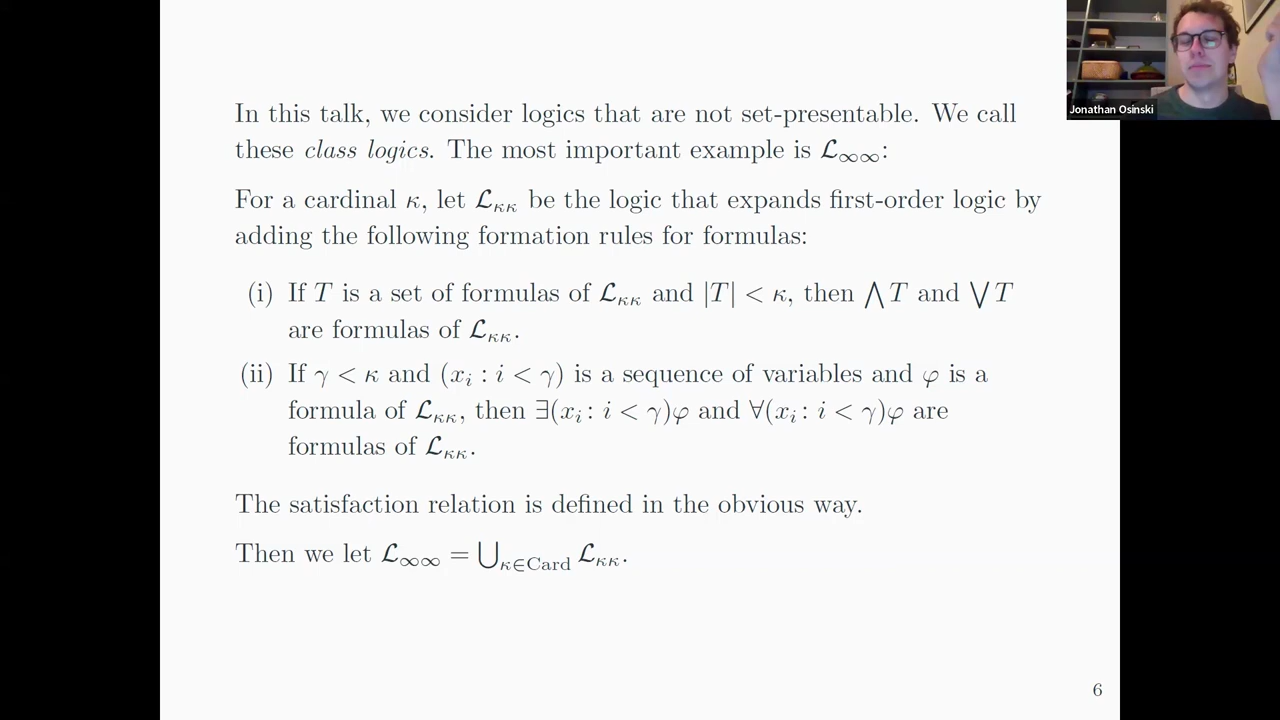 In this talk, we consider logics that are not set-presentable. We call
these class logics. The most important example is ℒ∞∞:
For a cardinal κ, let ℒκκ be the logic that expands first-order logic by
adding the following formation rules for formulas:
(i) If T is a set of formulas of ℒκκ and |T| < κ, then ⋀T and ⋁T
are formulas of ℒκκ.
(ii) If γ < κ and (xᵢ : i < γ) is a sequence of variables and φ is a
formula of ℒκκ, then ∃(xᵢ : i < γ)φ and ∀(xᵢ : i < γ)φ are
formulas of ℒκκ.
The satisfaction relation is defined in the obvious way.
Then we let ℒ∞∞ = ⋃κ∈Card ℒκκ.
6
Jonathan Osinski